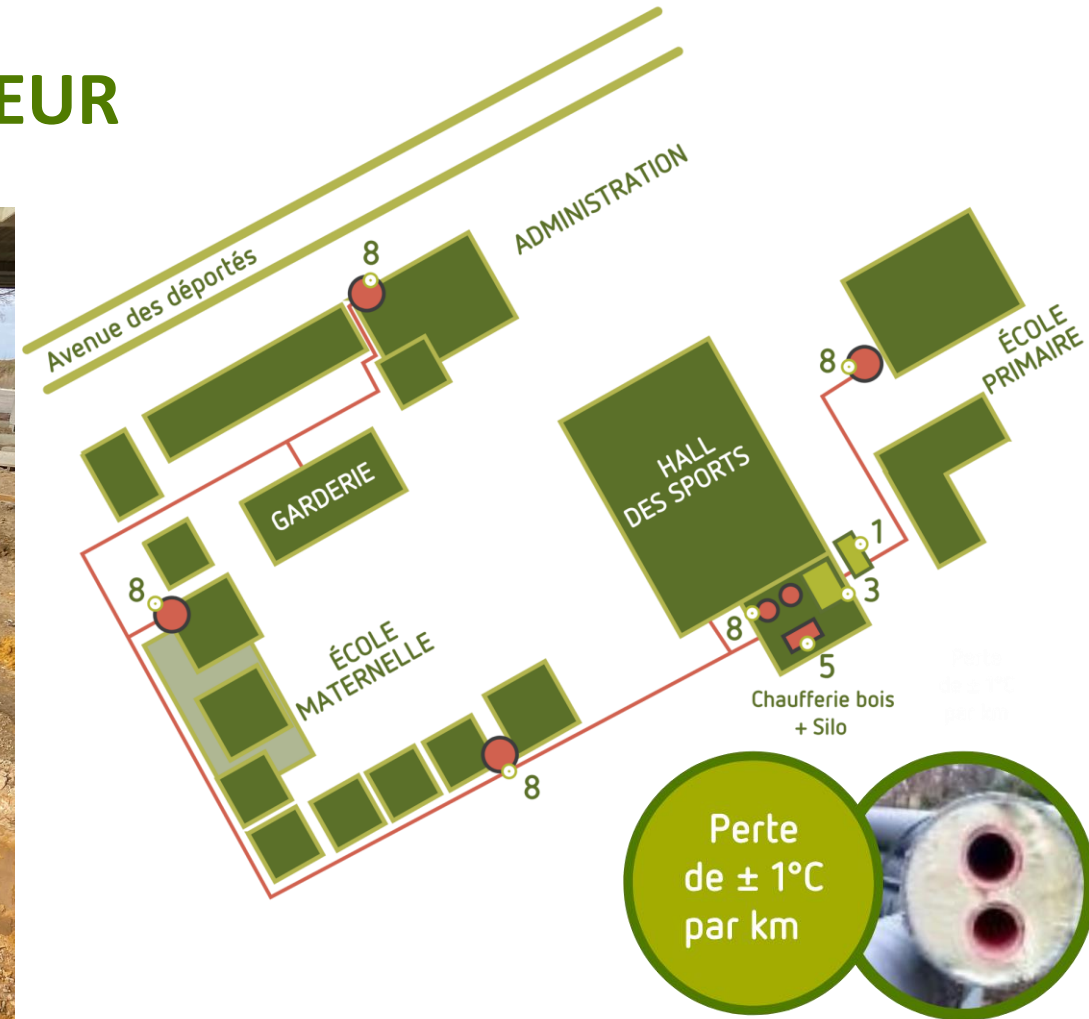 EUR
Avenue des déportés
8
ADMINISTRATION
8
ÉCOLE
PRIMAIRE
HALL
DES SPORTS
GARDERIE
1
3
8
8
ÉCOLE
MATERNELLE
5
Chaufferie bois
+ Silo
8
Perte
de ± 1°C
par km